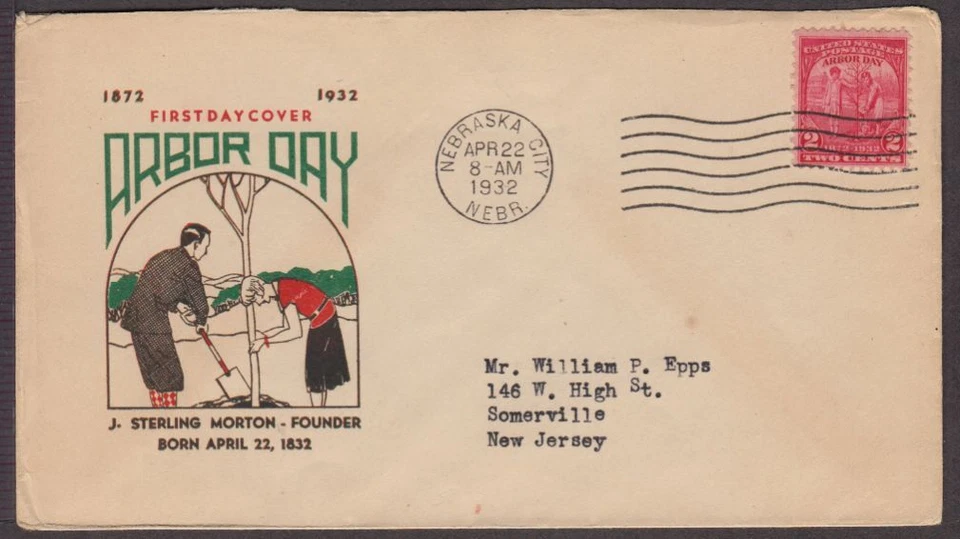 1872 1932
FIRST DAY COVER
ARBOR DAY
J. STERLING MORTON - FOUNDER
BORN APRIL 22, 1832
NEBRASKA CITY
APR 22
8-AM
1932
NEBR.
UNITED STATES
POSTAGE
ARBOR DAY
2 2
1872-1932
TWO CENTS
Mr. William P. Epps
146 W. High St.
Somerville
New Jersey